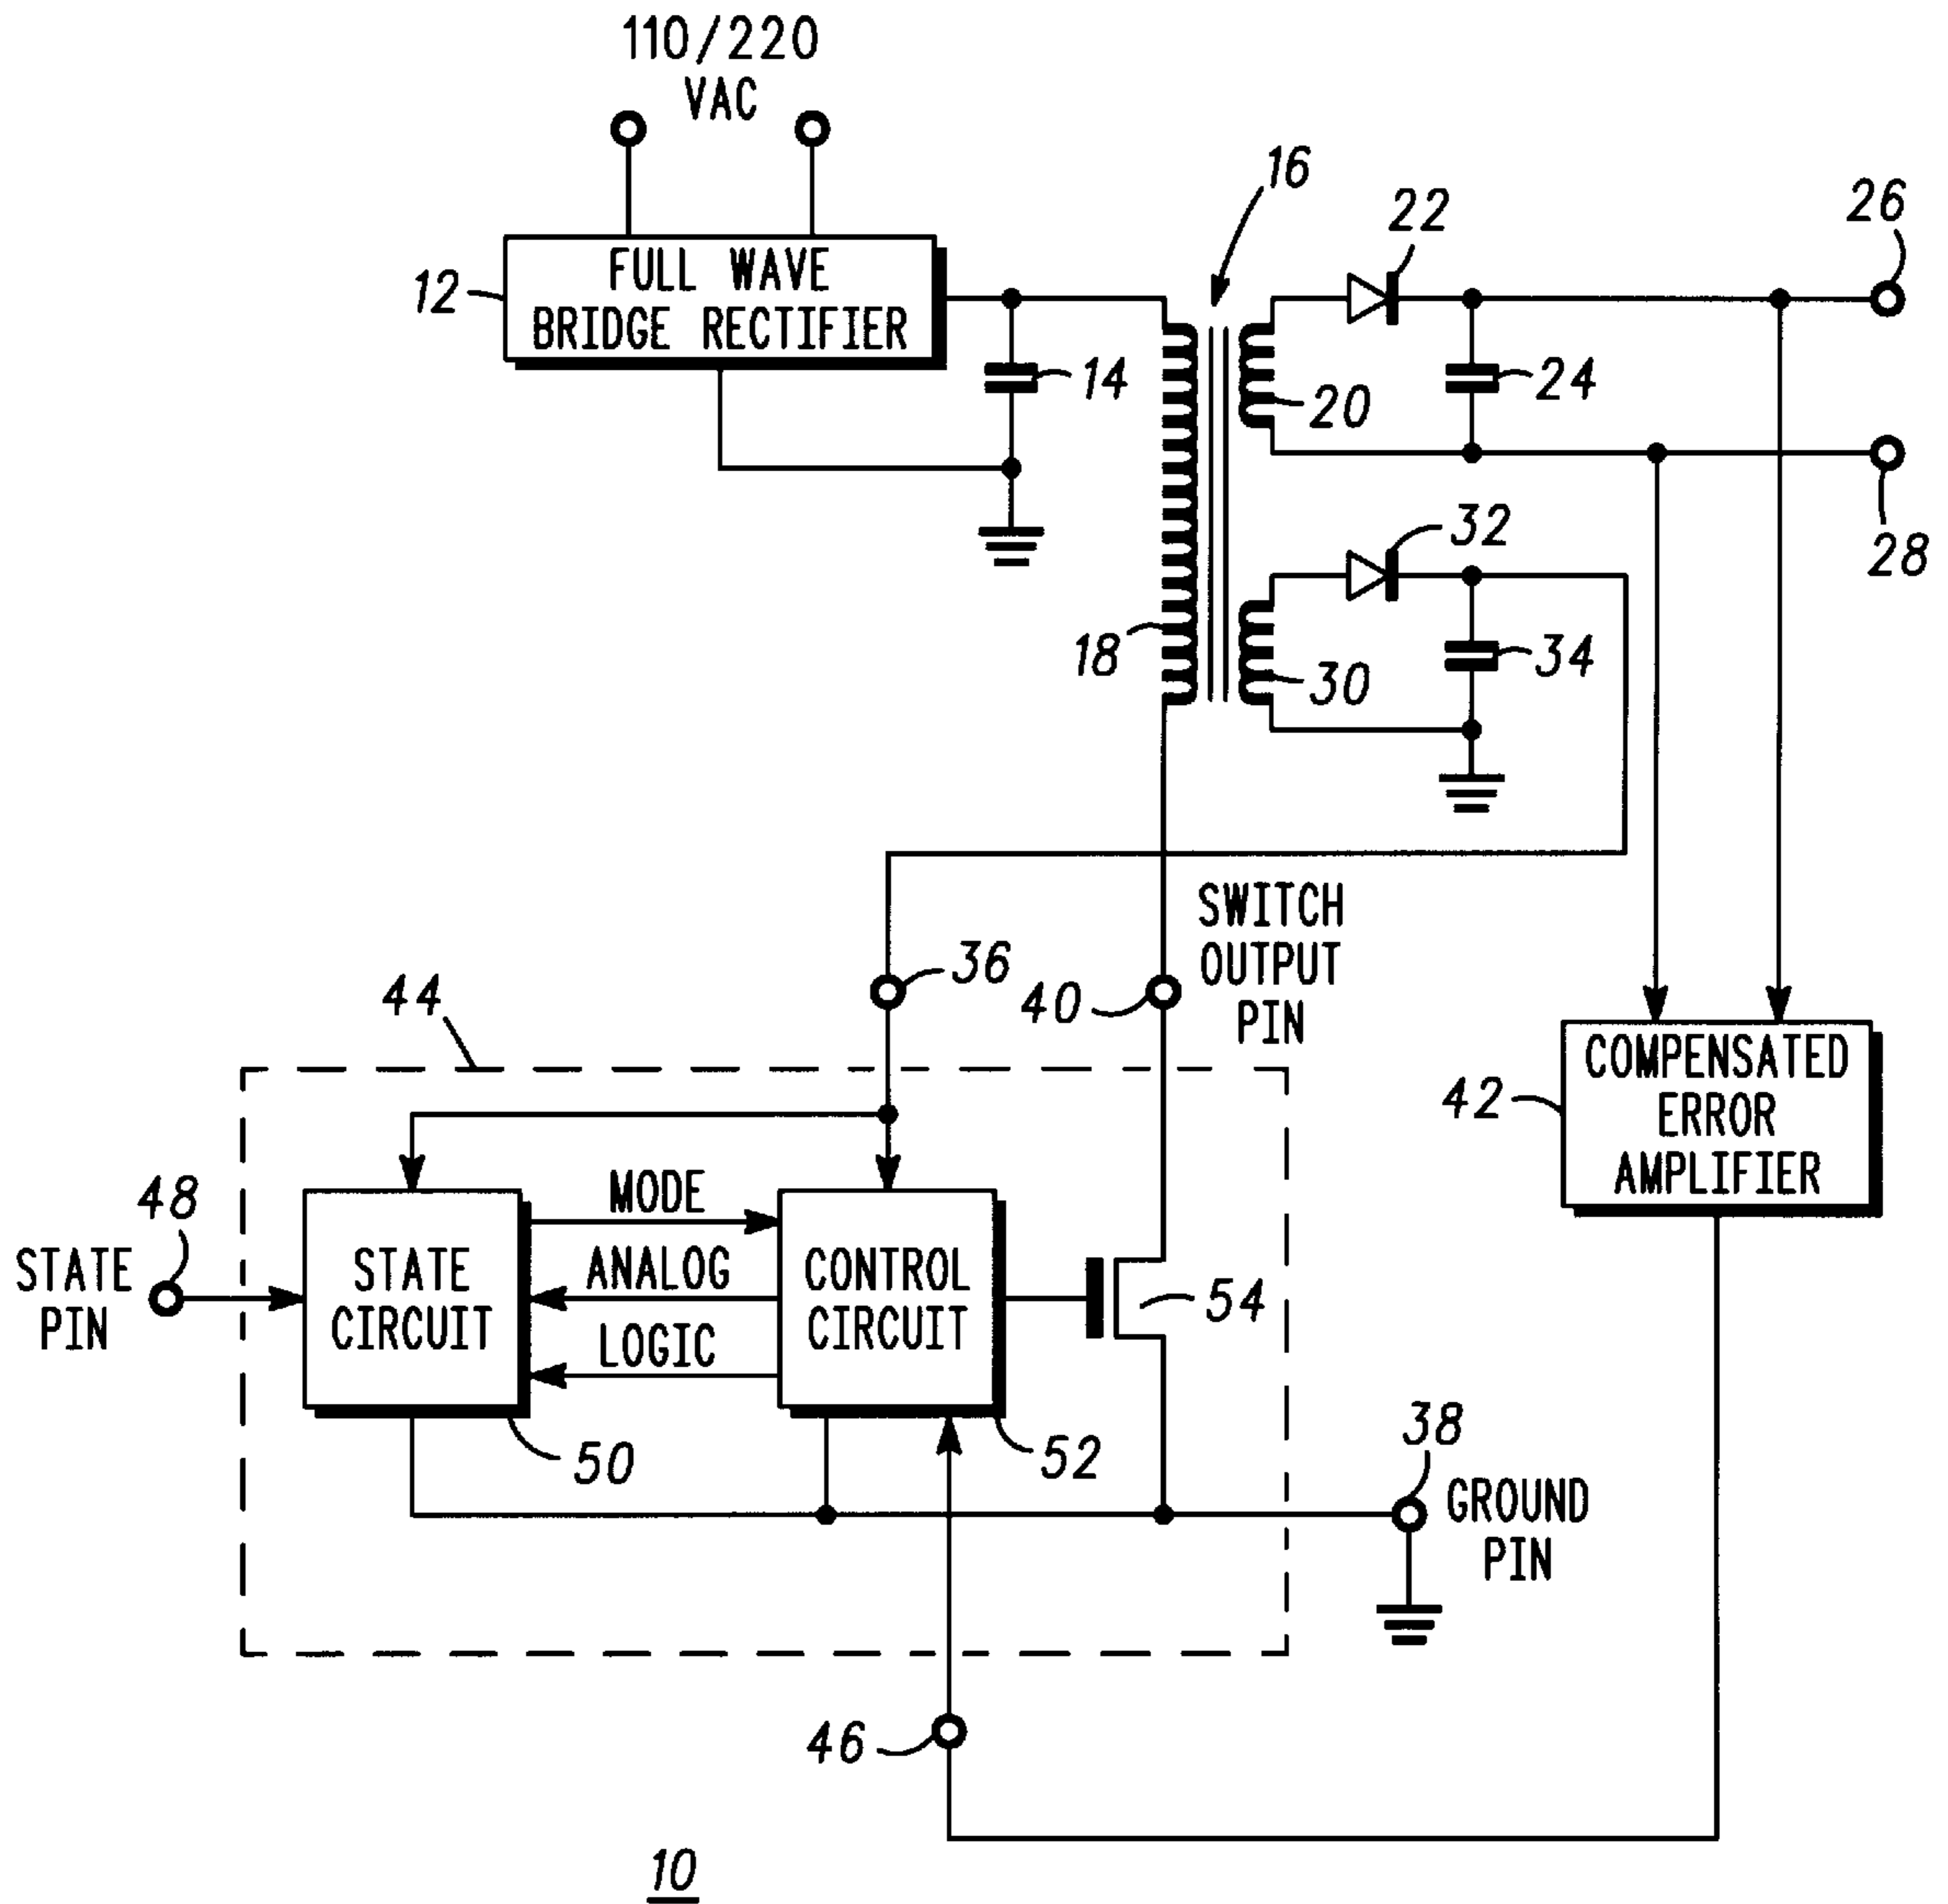 110/220
VAC
16
22
26
12
FULL WAVE
BRIDGE RECTIFIER
14
20
24
28
32
18
30
34
SWITCH
OUTPUT
PIN
36
40
44
COMPENSATED
ERROR
AMPLIFIER
42
48
STATE
PIN
STATE
CIRCUIT
MODE
ANALOG
LOGIC
CONTROL
CIRCUIT
54
50
52
38
GROUND
PIN
46
10